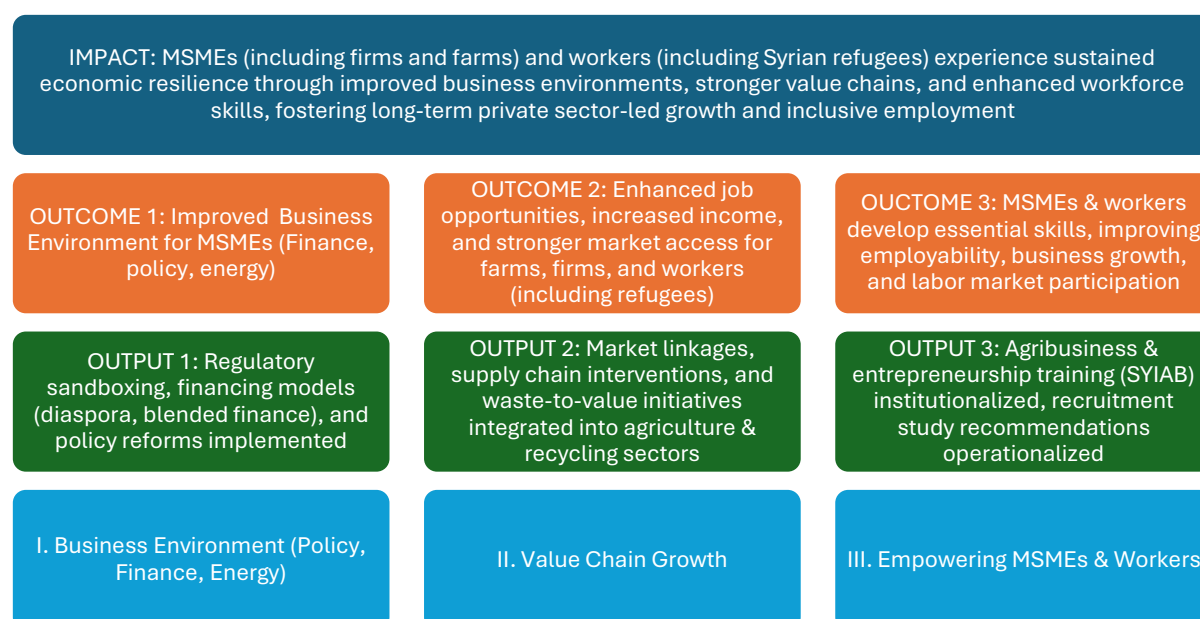 IMPACT: MSMEs (including firms and farms) and workers (including Syrian refugees) experience sustained
economic resilience through improved business environments, stronger value chains, and enhanced workforce
skills, fostering long-term private sector-led growth and inclusive employment
OUTCOME 1: Improved  Business
Environment for MSMEs (Finance,
policy, energy)
OUTCOME 2: Enhanced job
opportunities, increased income,
and stronger market access for
farms, firms, and workers
(including refugees)
OUCTOME 3: MSMEs & workers
develop essential skills, improving
employability, business growth,
and labor market participation
OUTPUT 1: Regulatory
sandboxing, financing models
(diaspora, blended finance), and
policy reforms implemented
OUTPUT 2: Market linkages,
supply chain interventions, and
waste-to-value initiatives
integrated into agriculture &
recycling sectors
OUTPUT 3: Agribusiness &
entrepreneurship training (SYIAB)
institutionalized, recruitment
study recommendations
operationalized
I. Business Environment (Policy,
Finance, Energy)
II. Value Chain Growth
III. Empowering MSMEs & Workers